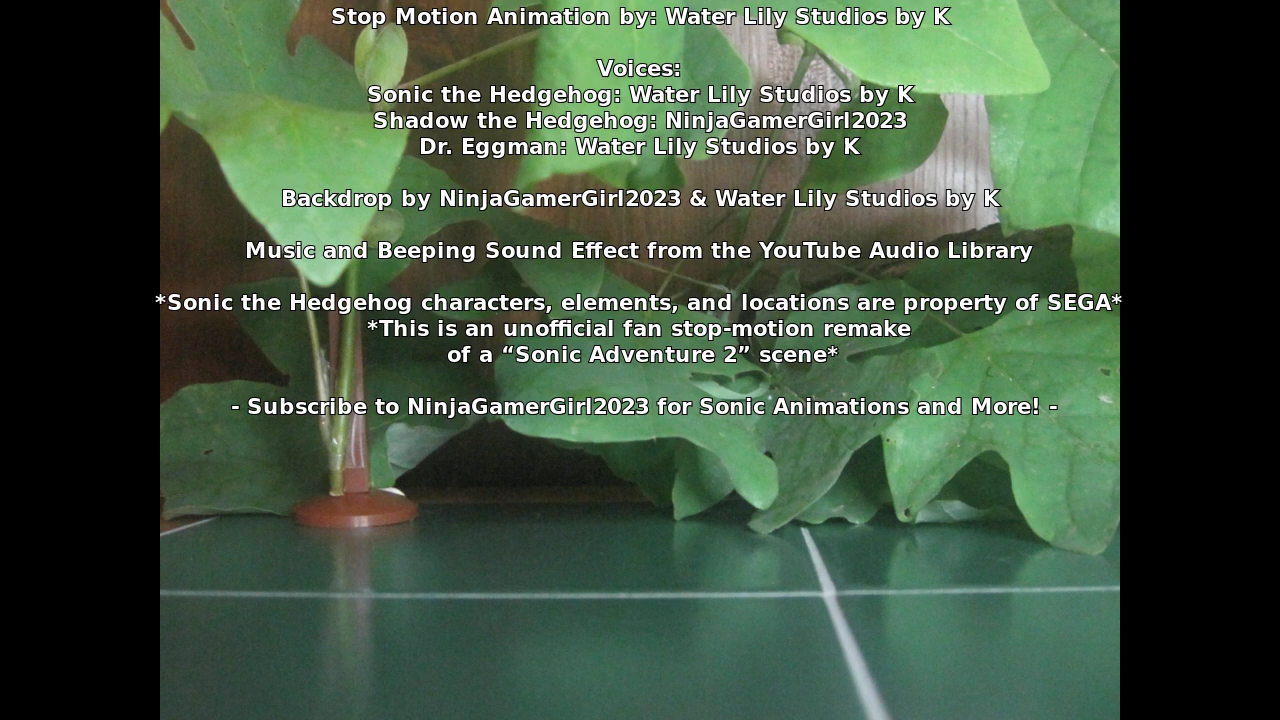 Stop Motion Animation by: Water Lily Studios by K
Voices:
Sonic the Hedgehog: Water Lily Studios by K
Shadow the Hedgehog: NinjaGamerGirl2023
Dr. Eggman: Water Lily Studios by K
Backdrop by NinjaGamerGirl2023 & Water Lily Studios by K
Music and Beeping Sound Effect from the YouTube Audio Library
*Sonic the Hedgehog characters, elements, and locations are property of SEGA*
*This is an unofficial fan stop-motion remake
of a “Sonic Adventure 2” scene*
- Subscribe to NinjaGamerGirl2023 for Sonic Animations and More! -